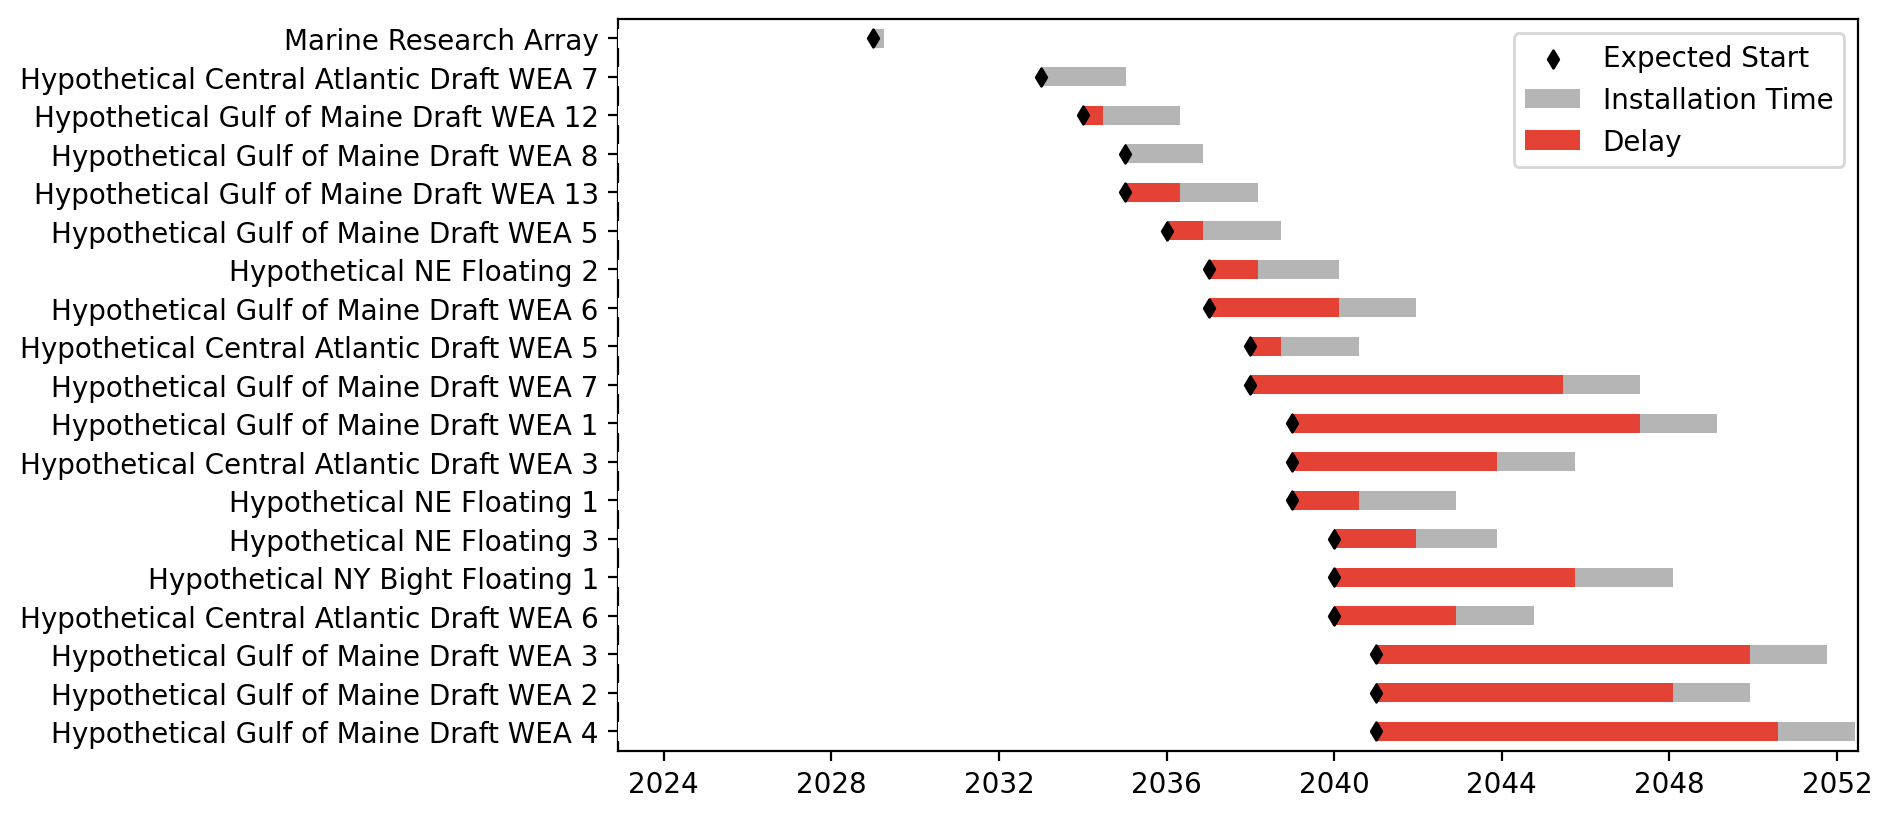 Marine Research Array
Hypothetical Central Atlantic Draft WEA 7
Hypothetical Gulf of Maine Draft WEA 12
Hypothetical Gulf of Maine Draft WEA 8
Hypothetical Gulf of Maine Draft WEA 13
Hypothetical Gulf of Maine Draft WEA 5
Hypothetical NE Floating 2
Hypothetical Gulf of Maine Draft WEA 6
Hypothetical Central Atlantic Draft WEA 5
Hypothetical Gulf of Maine Draft WEA 7
Hypothetical Gulf of Maine Draft WEA 1
Hypothetical Central Atlantic Draft WEA 3
Hypothetical NE Floating 1
Hypothetical NE Floating 3
Hypothetical NY Bight Floating 1
Hypothetical Central Atlantic Draft WEA 6
Hypothetical Gulf of Maine Draft WEA 3
Hypothetical Gulf of Maine Draft WEA 2
Hypothetical Gulf of Maine Draft WEA 4
Expected Start
Installation Time
Delay
2024 2028 2032 2036 2040 2044 2048 2052